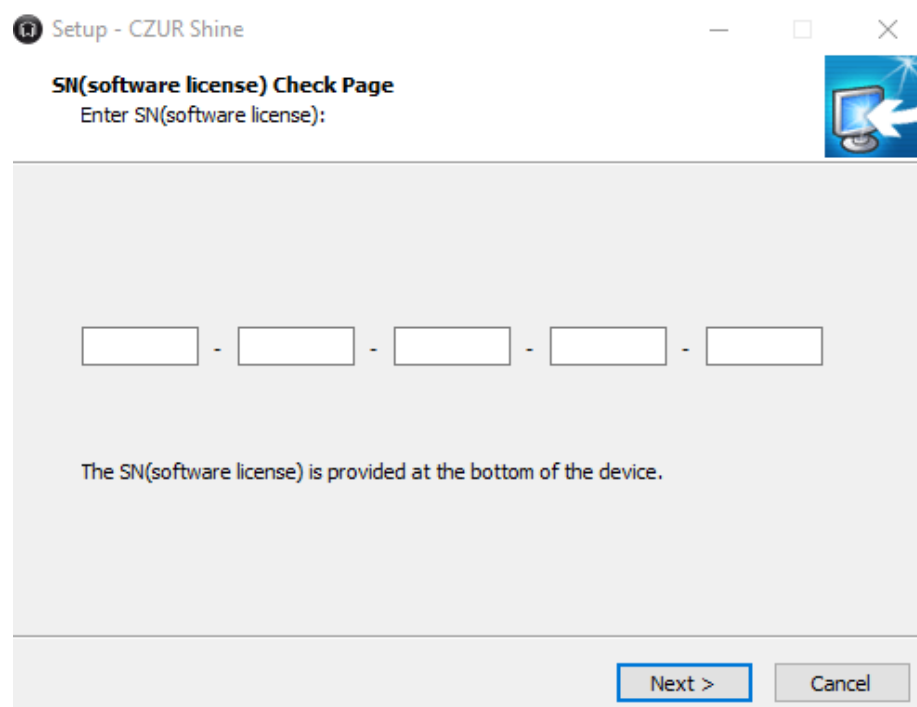 Setup - CZUR Shine
SN(software license) Check Page
Enter SN(software license):
- - - -
The SN(software license) is provided at the bottom of the device.
Next > Cancel